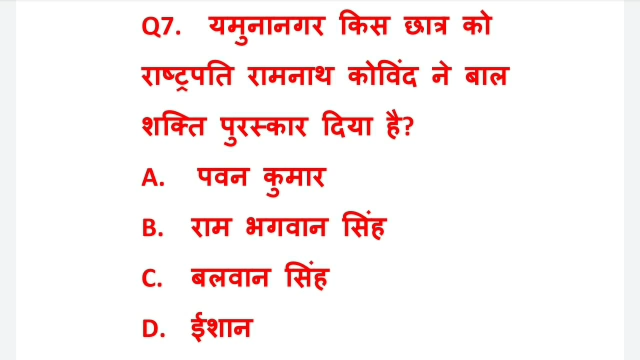 Q7. यमुनानगर किस छात्र को
राष्ट्रपति रामनाथ कोविंद ने बाल
शक्ति पुरस्कार दिया है?
A. पवन कुमार
B. राम भगवान सिंह
C. बलवान सिंह
D. ईशान